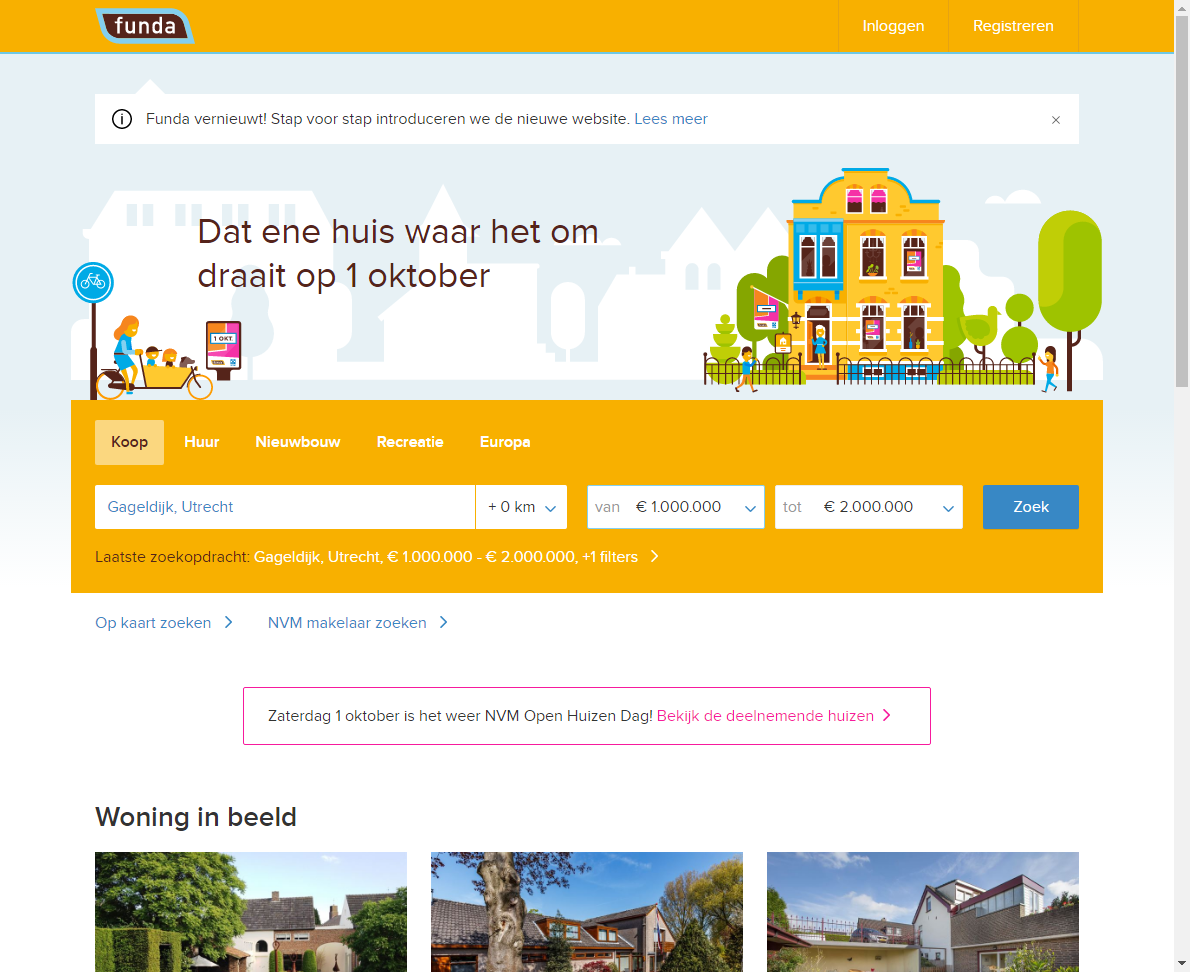 funda
Inloggen
Registreren
Funda vernieuwt! Stap voor stap introduceren we de nieuwe website. Lees meer
Dat ene huis waar het om
draait op 1 oktober
1 OKT
Koop
Huur
Nieuwbouw
Recreatie
Europa
Gageldijk, Utrecht
+ 0 km
van € 1.000.000
tot € 2.000.000
Zoek
Laatste zoekopdracht: Gageldijk, Utrecht, € 1.000.000 - € 2.000.000, +1 filters
Op kaart zoeken
NVM makelaar zoeken
Zaterdag 1 oktober is het weer NVM Open Huizen Dag! Bekijk de deelnemende huizen
Woning in beeld